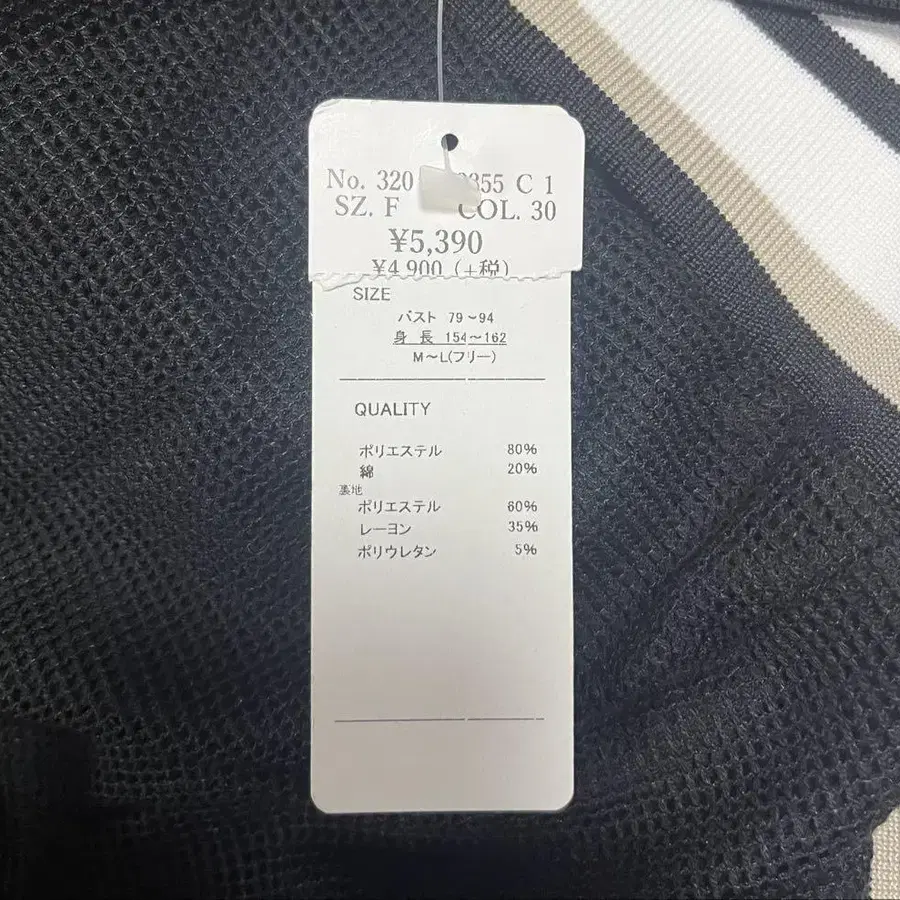 No. 320 355 C 1
SZ. F COL. 30
¥5,390
¥4,900 (+税)
SIZE
バスト 79~94
身 長 154~162
M~L(フリー)
QUALITY
ポリエステル 80%
綿 20%
裏地
ポリエステル 60%
レーヨン 35%
ポリウレタン 5%